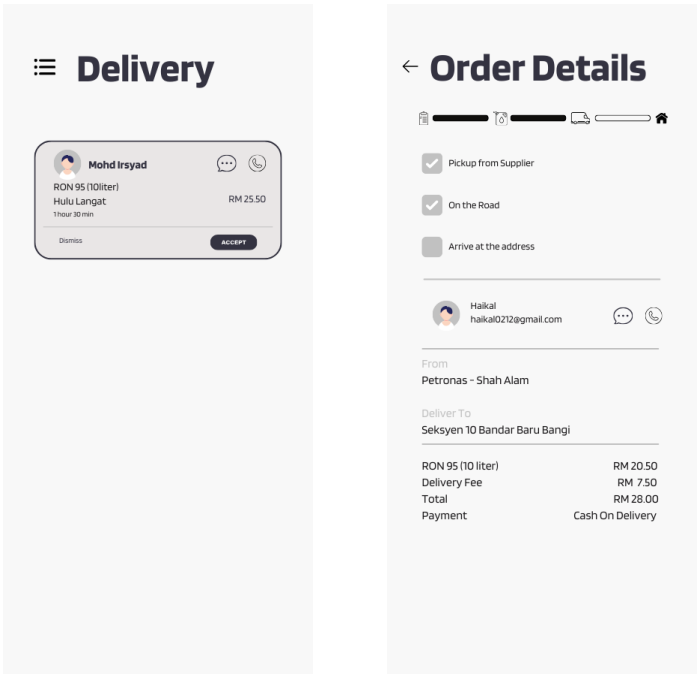 Delivery
Mohd Irsyad
RON 95 (10liter)
Hulu Langat
RM 25.50
1 hour 30 min
Dismiss
ACCEPT
Order Details
Pickup from Supplier
On the Road
Arrive at the address
Haikal
haikal0212@gmail.com
From
Petronas - Shah Alam
Deliver To
Seksyen 10 Bandar Baru Bangi
RON 95 (10 liter) RM 20.50
Delivery Fee RM 7.50
Total RM 28.00
Payment Cash On Delivery